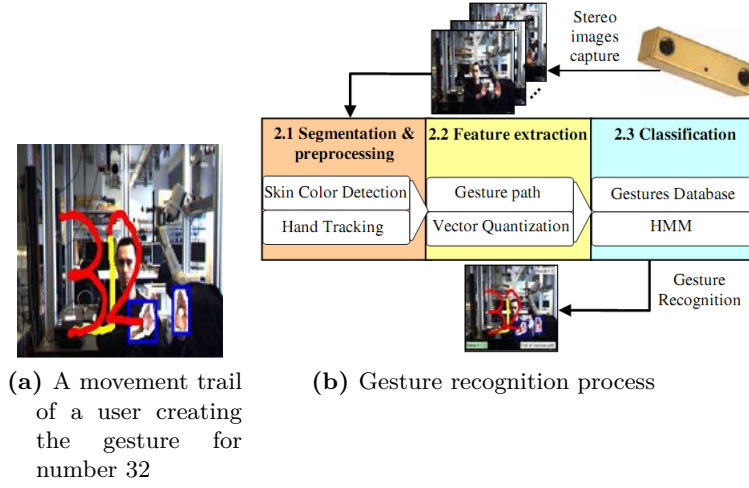 Stereo
images
capture
2.1 Segmentation &
preprocessing
2.2 Feature extraction
2.3 Classification
Skin Color Detection
Hand Tracking
Gesture path
Vector Quantization
Gestures Database
HMM
Gesture
Recognition
32
(a) A movement trail
of a user creating
the gesture for
number 32
(b) Gesture recognition process